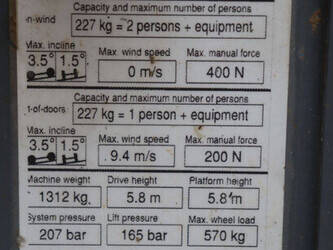 Capacity and maximum number of persons
n-wind 227 kg = 2 persons + equipment
Max. incline Max. wind speed Max. manual force
3.5° 1.5° 0 m/s 400 N
Capacity and maximum number of persons
t-of-doors 227 kg = 1 person + equipment
Max. incline Max. wind speed Max. manual force
3.5° 1.5° 9.4 m/s 200 N
Machine weight Drive height Platform height
1312 kg 5.8 m 5.8 m
System pressure Lift pressure Max. wheel load
207 bar 165 bar 570 kg